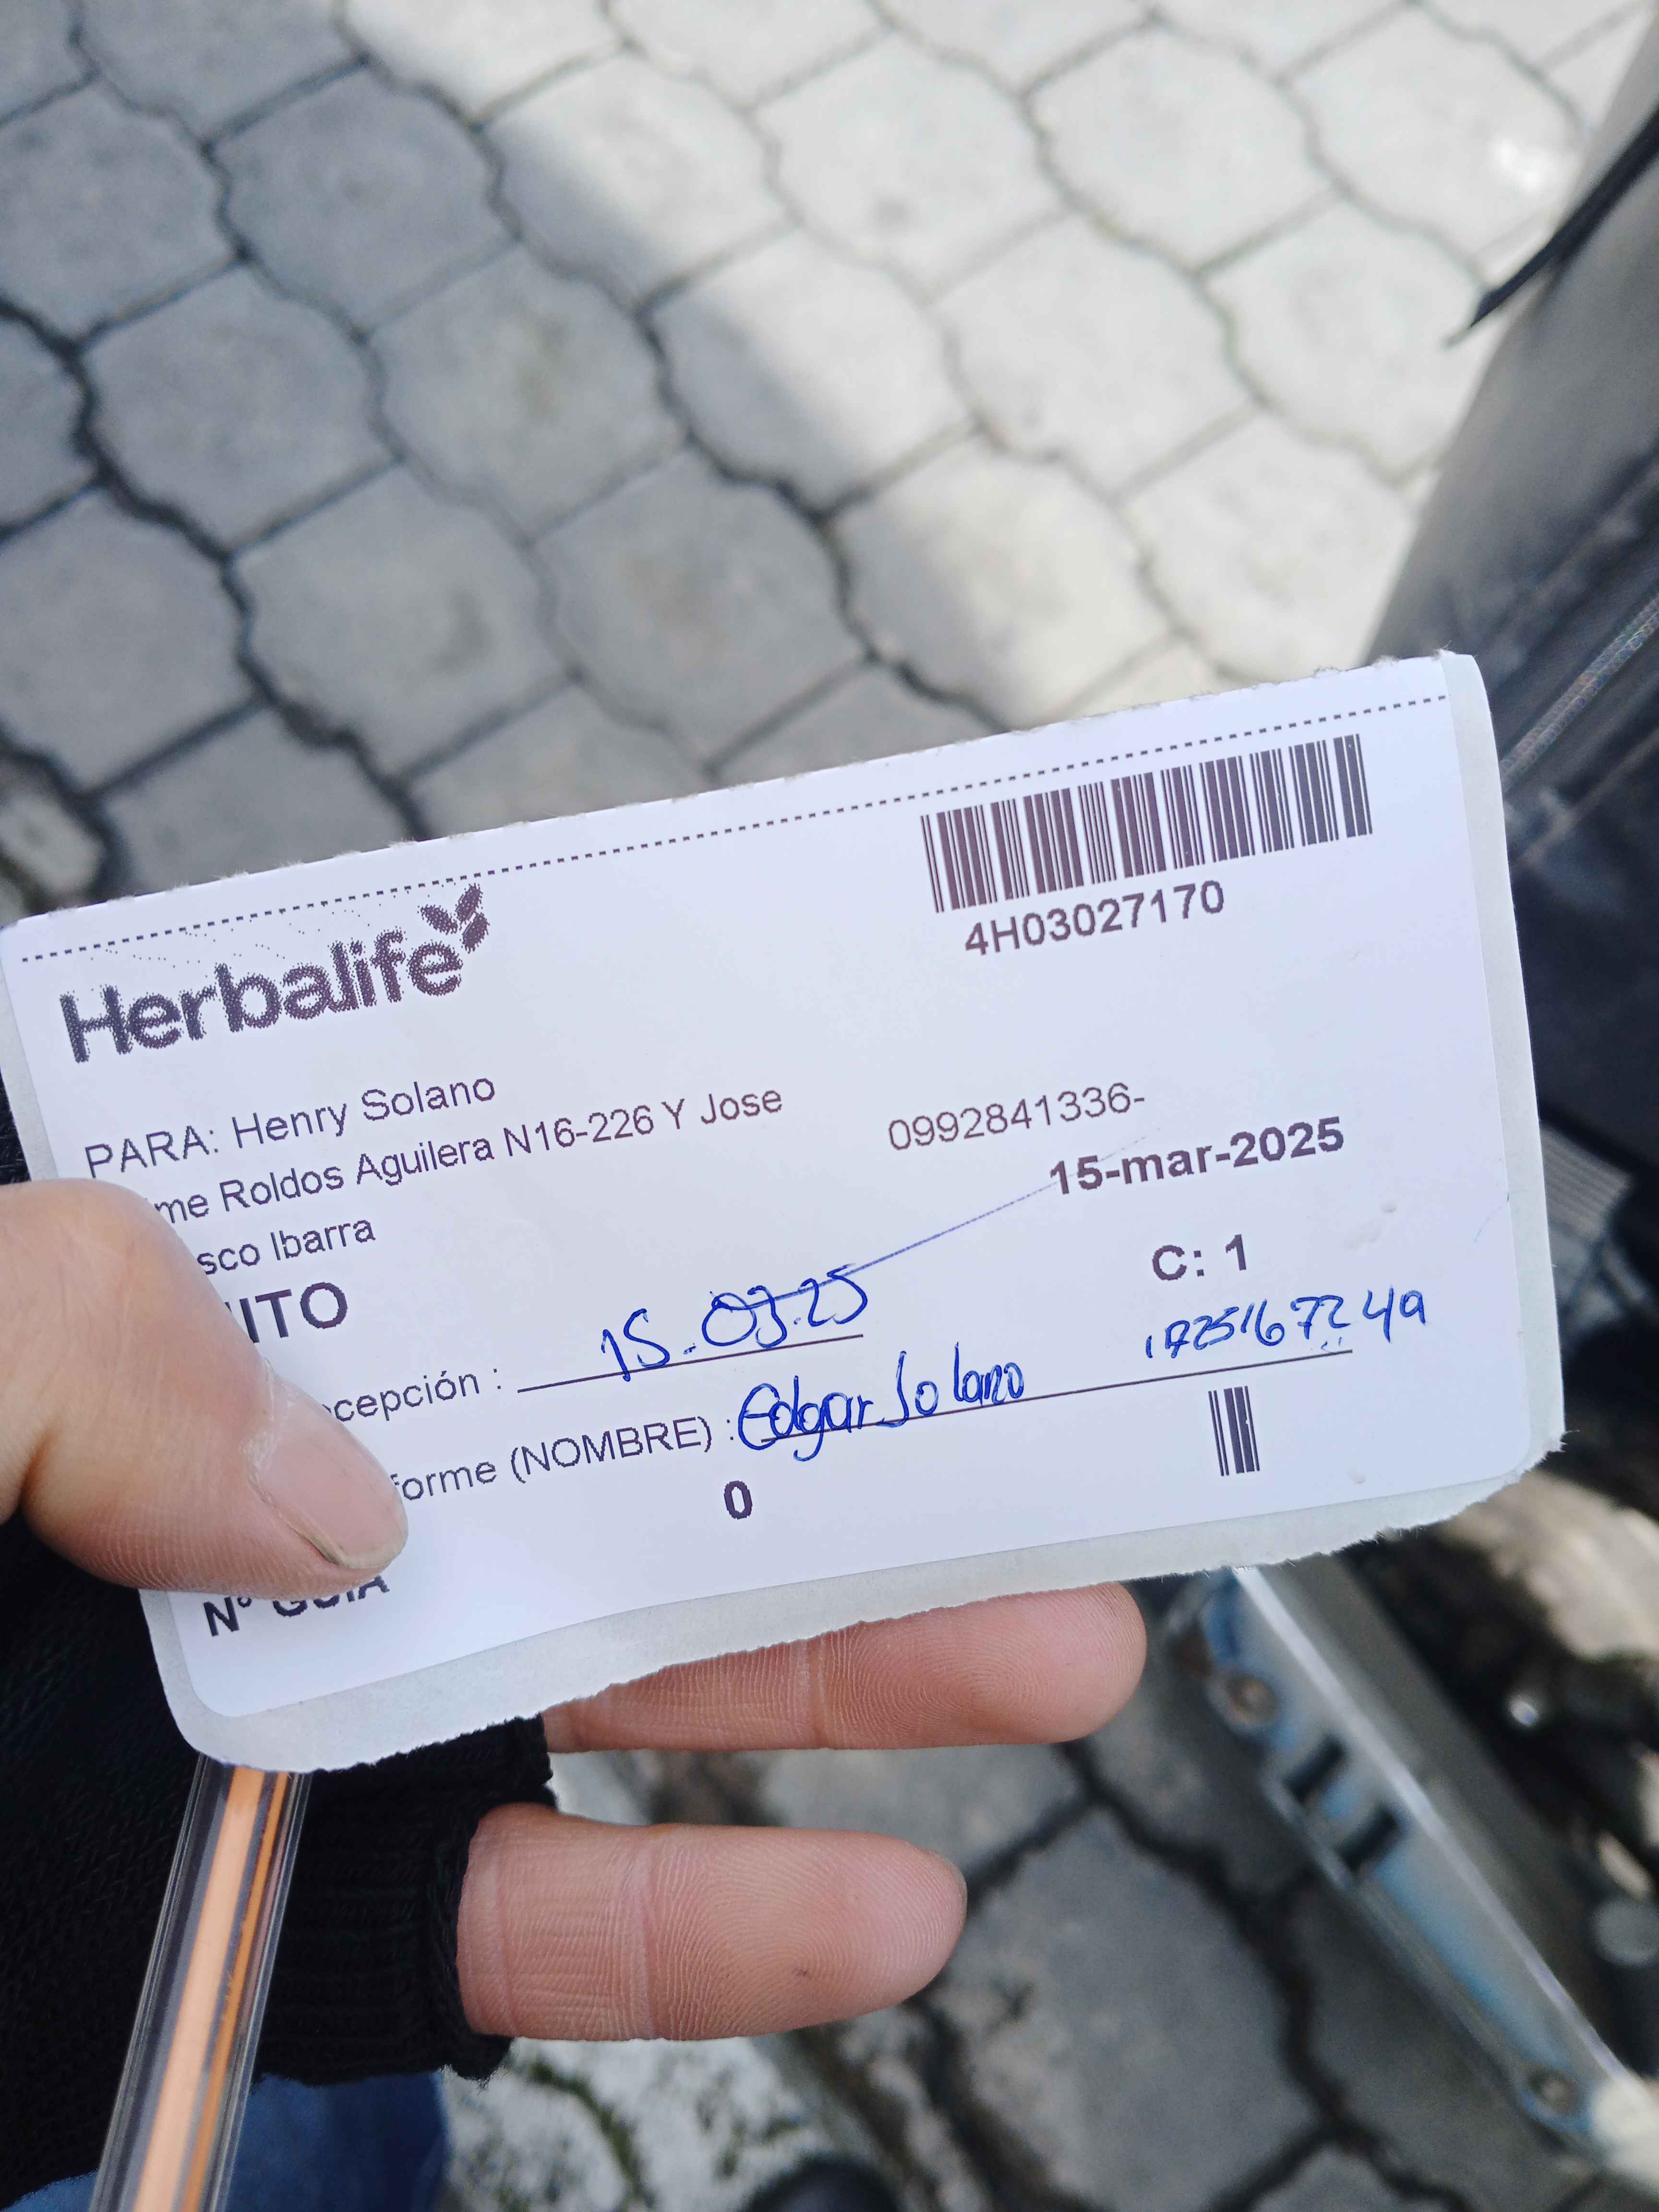 4H03027170
Herbalife
PARA: Henry Solano
me Roldos Aguilera N16-226 Y Jose
0992841336-
sco Ibarra
15-mar-2025
ITO
C: 1
cepción : 15.03.25
forme (NOMBRE) : Edgar Solano
0
Nº GUIA